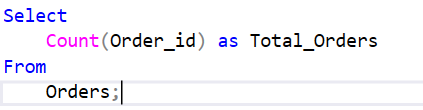 Select
    Count(Order_id) as Total_Orders
From
    Orders;